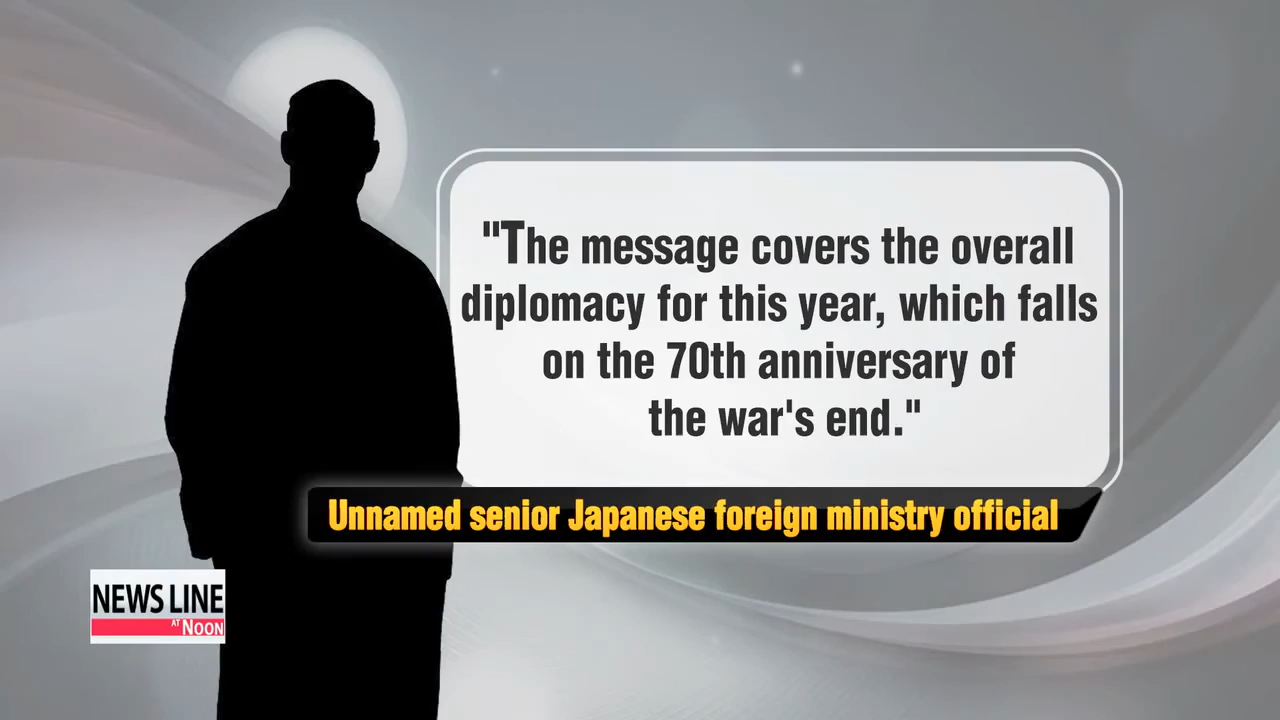 "The message covers the overall
diplomacy for this year, which falls
on the 70th anniversary of
the war's end."
Unnamed senior Japanese foreign ministry official
NEWS LINE
AT NOON